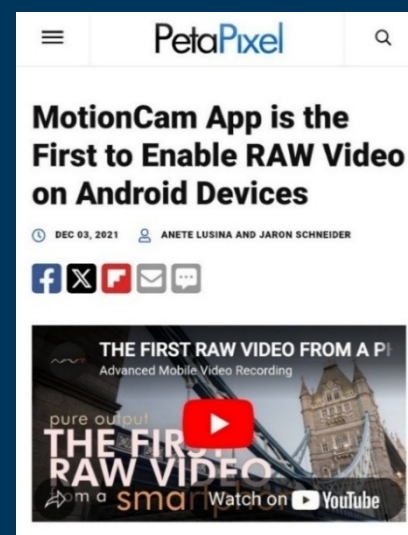 PetaPixel
MotionCam App is the
First to Enable RAW Video
on Android Devices
DEC 03, 2021 ANETE LUSINA AND JARON SCHNEIDER
THE FIRST RAW VIDEO FROM A P
Advanced Mobile Video Recording
pure output
THE FIRST
RAW VIDEO
from a smartphone
Watch on YouTube